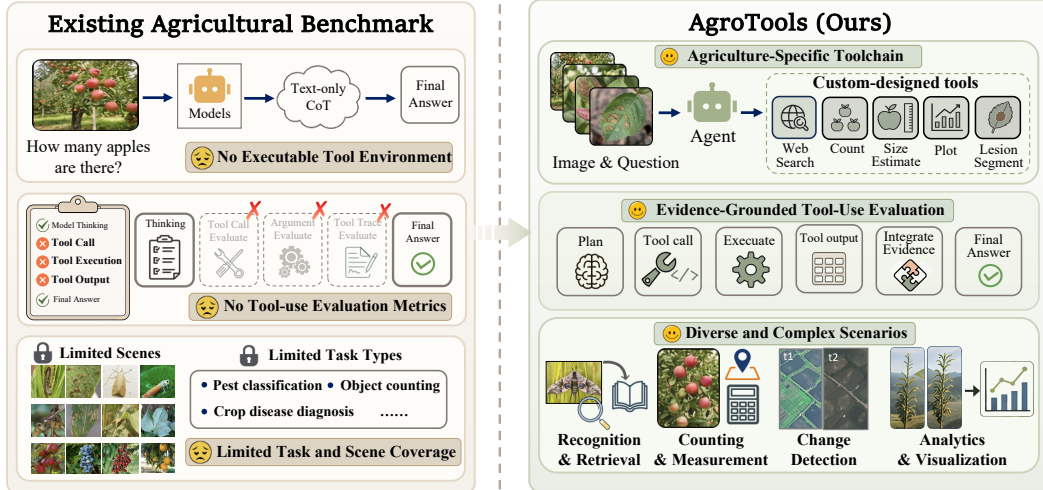 Existing Agricultural Benchmark
Models
Text-only
CoT
Final
Answer
How many apples
are there?
No Executable Tool Environment
Model Thinking
Tool Call
Tool Execution
Tool Output
Final Answer
Thinking
Tool Call
Evaluate
Argument
Evaluate
Tool Trace
Evaluate
Final
Answer
No Tool-use Evaluation Metrics
Limited Scenes
Limited Task Types
• Pest classification • Object counting
• Crop disease diagnosis ......
Limited Task and Scene Coverage
AgroTools (Ours)
Agriculture-Specific Toolchain
Image & Question
Agent
Custom-designed tools
Web
Search
Count
Size
Estimate
Plot
Lesion
Segment
Evidence-Grounded Tool-Use Evaluation
Plan
Tool call
</>
Execuate
Tool output
Integrate
Evidence
Final
Answer
Diverse and Complex Scenarios
t1
t2
Recognition
& Retrieval
Counting
& Measurement
Change
Detection
Analytics
& Visualization